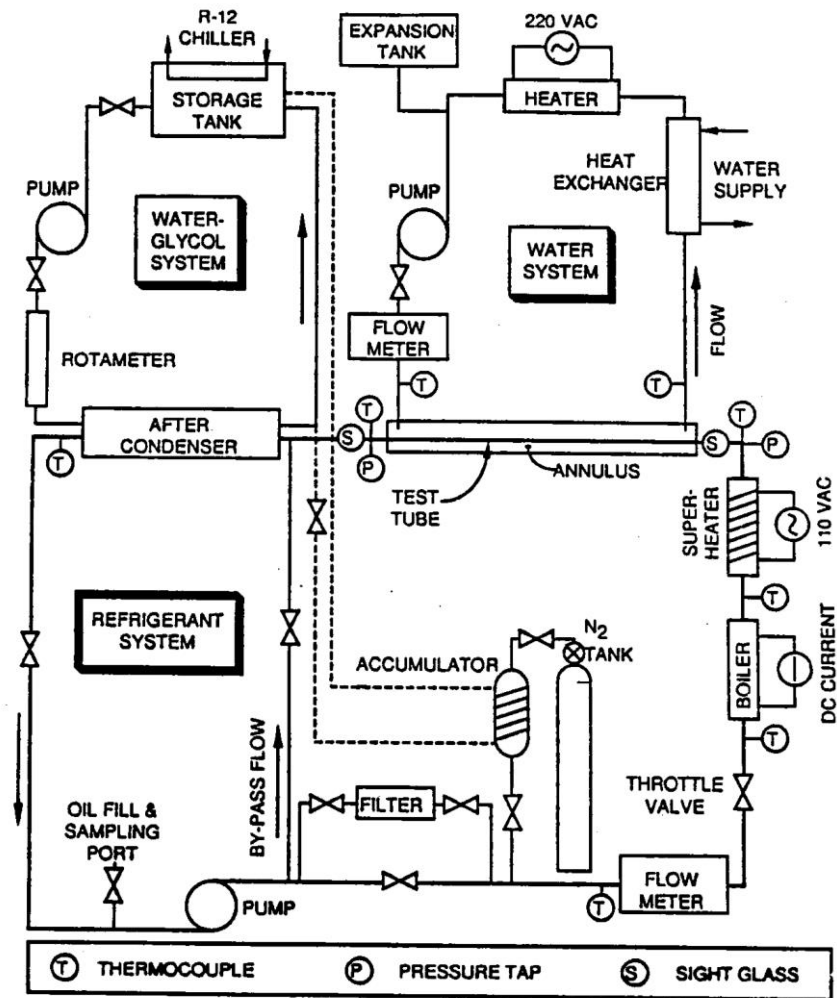 R-12
CHILLER
STORAGE
TANK
EXPANSION
TANK
220 VAC
HEATER
PUMP
WATER-
GLYCOL
SYSTEM
PUMP
WATER
SYSTEM
HEAT
EXCHANGER
WATER
SUPPLY
ROTAMETER
FLOW
METER
FLOW
T
T
AFTER
CONDENSER
T
S
T
P
S
T
P
TEST
TUBE
ANNULUS
SUPER-
HEATER
110 VAC
T
REFRIGERANT
SYSTEM
ACCUMULATOR
N2
TANK
BOILER
DC CURRENT
T
THROTTLE
VALVE
BY-PASS FLOW
FILTER
OIL FILL &
SAMPLING
PORT
PUMP
T
FLOW
METER
T THERMOCOUPLE P PRESSURE TAP S SIGHT GLASS